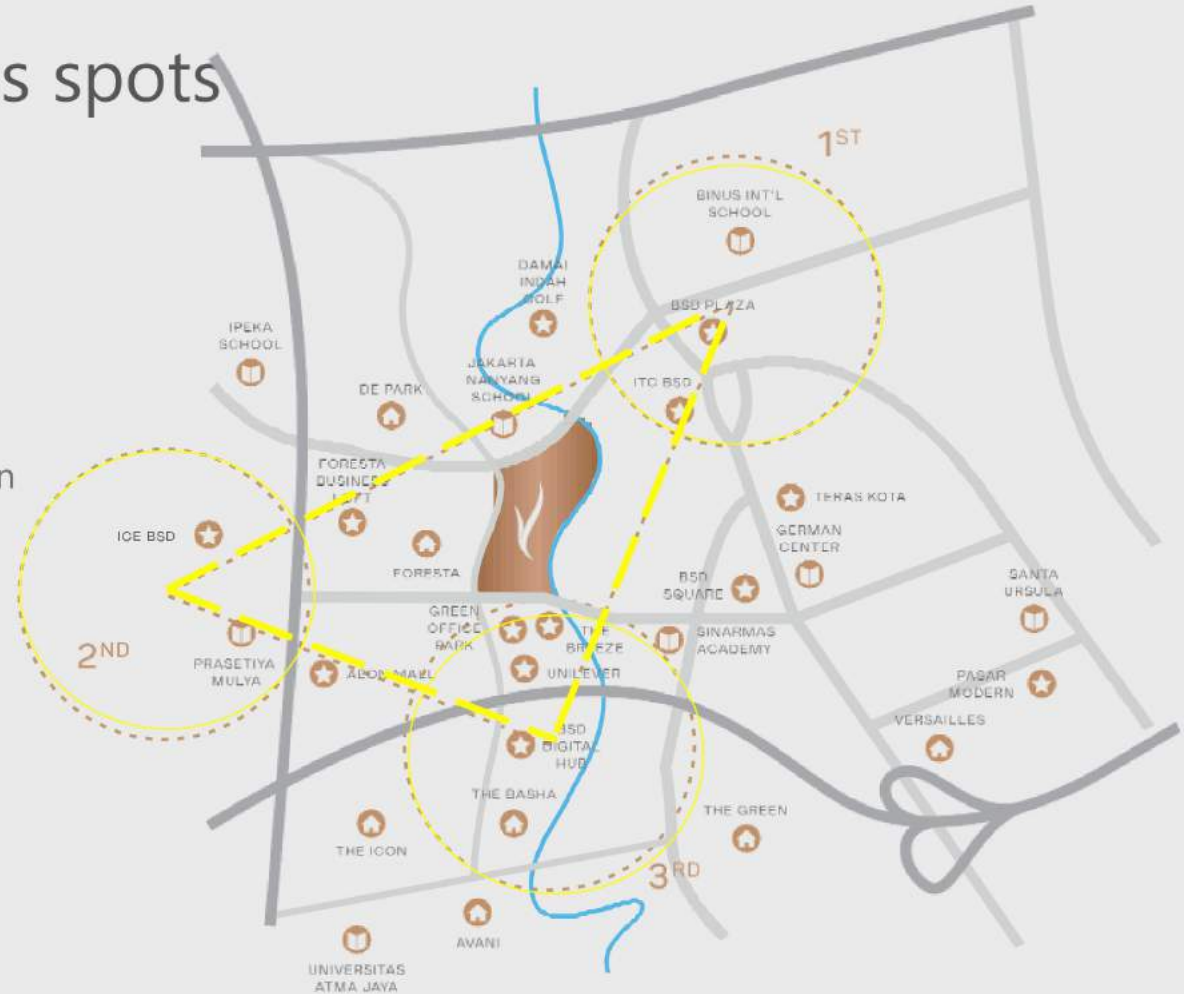 s spots
n
1ST
BINUS INT'L
SCHOOL
DAMAI
INDAH
GOLF
BSD PLAZA
IPEKA
SCHOOL
JAKARTA
NANYANG
SCHOOL
ITC BSD
DE PARK
FORESTA
BUSINESS
LOFT
TERAS KOTA
ICE BSD
GERMAN
CENTER
FORESTA
BSD
SQUARE
SANTA
URSULA
GREEN
OFFICE
PARK
THE
BREEZE
SINARMAS
ACADEMY
2ND
PRASETIYA
MULYA
AEON MALL
UNILEVER
PASAR
MODERN
VERSAILLES
BSD
DIGITAL
HUB
THE BASHA
THE GREEN
THE ICON
3RD
AVANI
UNIVERSITAS
ATMA JAYA